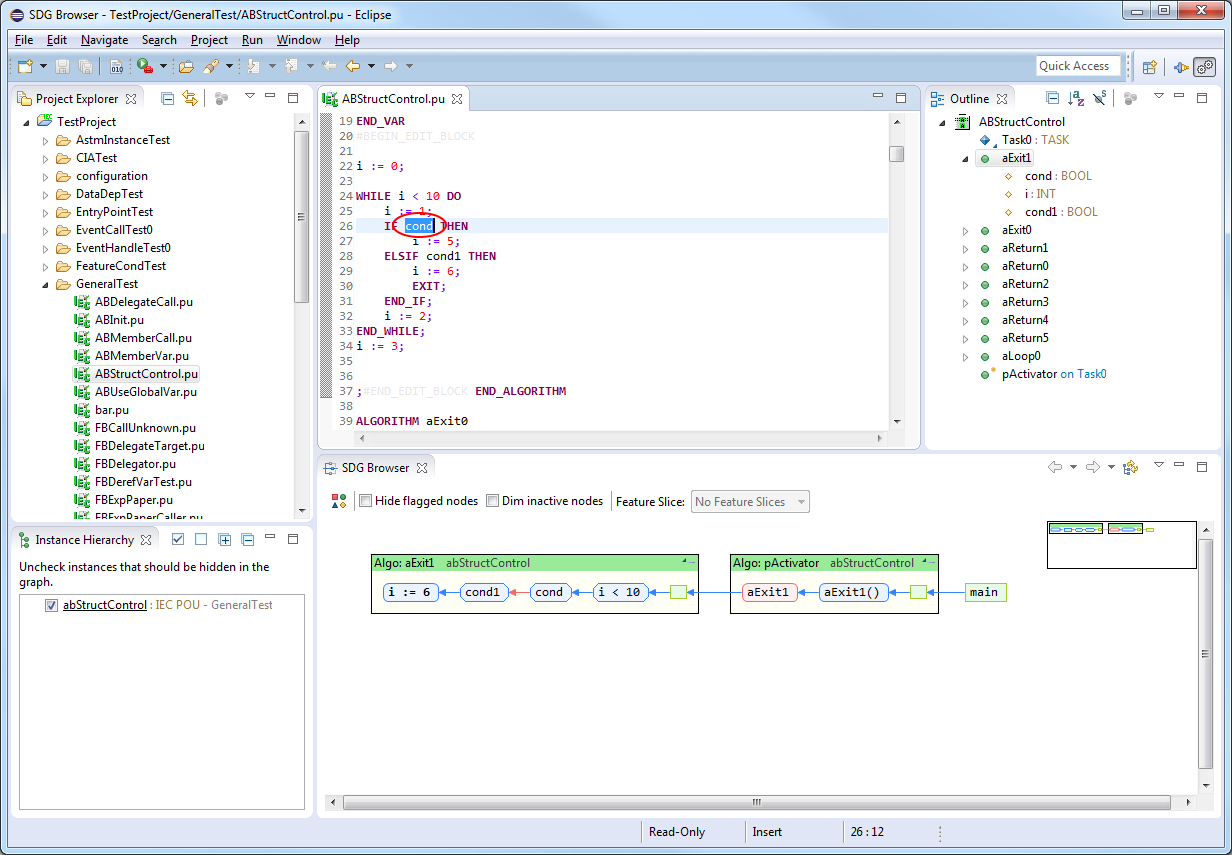 SDG Browser - TestProject/GeneralTest/ABStructControl.pu - Eclipse
File Edit Navigate Search Project Run Window Help
Quick Access
Project Explorer
TestProject
AstmInstanceTest
CIATest
configuration
DataDepTest
EntryPointTest
EventCallTest0
EventHandleTest0
FeatureCondTest
GeneralTest
ABDelegateCall.pu
ABInit.pu
ABMemberCall.pu
ABMemberVar.pu
ABStructControl.pu
ABUseGlobalVar.pu
bar.pu
FBCallUnknown.pu
FBDelegateTarget.pu
FBDelegator.pu
FBDerefVarTest.pu
FBExpPaper.pu
FBExpPaperCaller.pu
ABStructControl.pu
19 END_VAR
20 #BEGIN_EDIT_BLOCK
21
22 i := 0;
23
24 WHILE i < 10 DO
25 i := 1;
26 IF cond THEN
27 i := 5;
28 ELSIF cond1 THEN
29 i := 6;
30 EXIT;
31 END_IF;
32 i := 2;
33 END_WHILE;
34 i := 3;
35
36
37 ;#END_EDIT_BLOCK END_ALGORITHM
38
39 ALGORITHM aExit0
Outline
ABStructControl
Task0 : TASK
aExit1
cond : BOOL
i : INT
cond1 : BOOL
aExit0
aReturn1
aReturn0
aReturn2
aReturn3
aReturn4
aReturn5
aLoop0
pActivator on Task0
Instance Hierarchy
Uncheck instances that should be hidden in the
graph.
abStructControl : IEC POU - GeneralTest
SDG Browser
Hide flagged nodes Dim inactive nodes Feature Slice: No Feature Slices
Algo: aExit1 abStructControl
i := 6 cond1 cond i < 10
Algo: pActivator abStructControl
aExit1 aExit1() main
Read-Only Insert 26 : 12